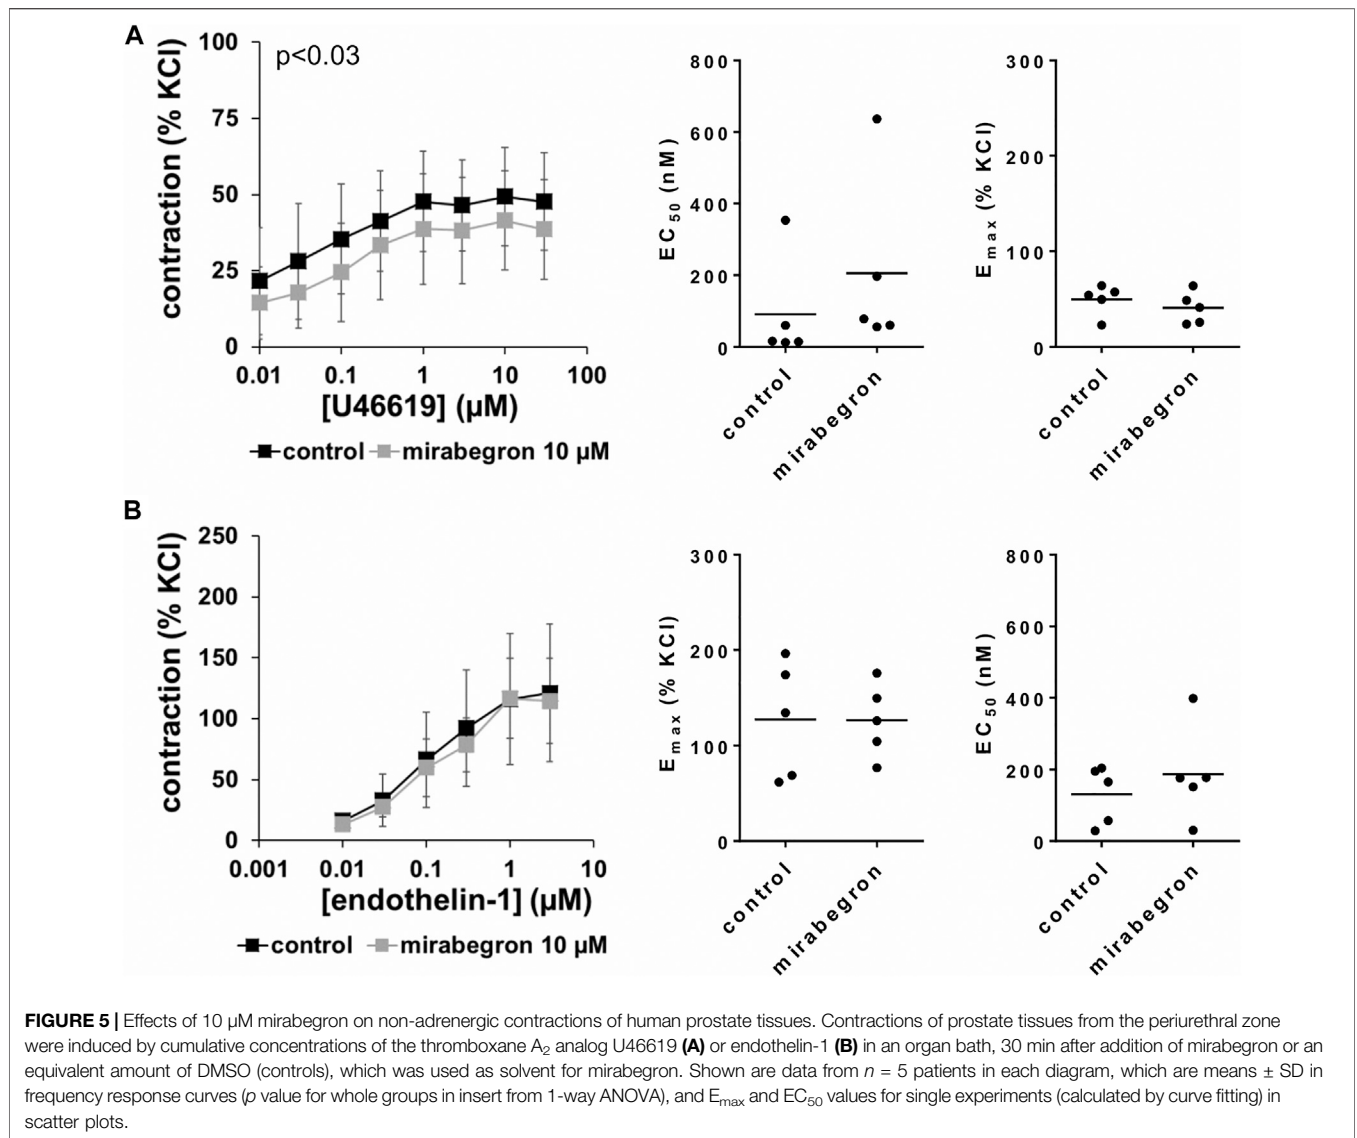 A
contraction (% KCl)
100
75
50
25
0
p<0.03
0.01 0.1 1 10 100
[U46619] (µM)
control mirabegron 10 µM
EC50 (nM)
800
600
400
200
0
control
mirabegron
Emax (% KCl)
300
200
100
0
control
mirabegron
B
contraction (% KCl)
250
200
150
100
50
0
0.001 0.01 0.1 1 10
[endothelin-1] (µM)
control mirabegron 10 µM
Emax (% KCl)
300
200
100
0
control
mirabegron
EC50 (nM)
800
600
400
200
0
control
mirabegron
FIGURE 5 | Effects of 10 µM mirabegron on non-adrenergic contractions of human prostate tissues. Contractions of prostate tissues from the periurethral zone
were induced by cumulative concentrations of the thromboxane A2 analog U46619 (A) or endothelin-1 (B) in an organ bath, 30 min after addition of mirabegron or an
equivalent amount of DMSO (controls), which was used as solvent for mirabegron. Shown are data from n = 5 patients in each diagram, which are means ± SD in
frequency response curves (p value for whole groups in insert from 1-way ANOVA), and Emax and EC50 values for single experiments (calculated by curve fitting) in
scatter plots.